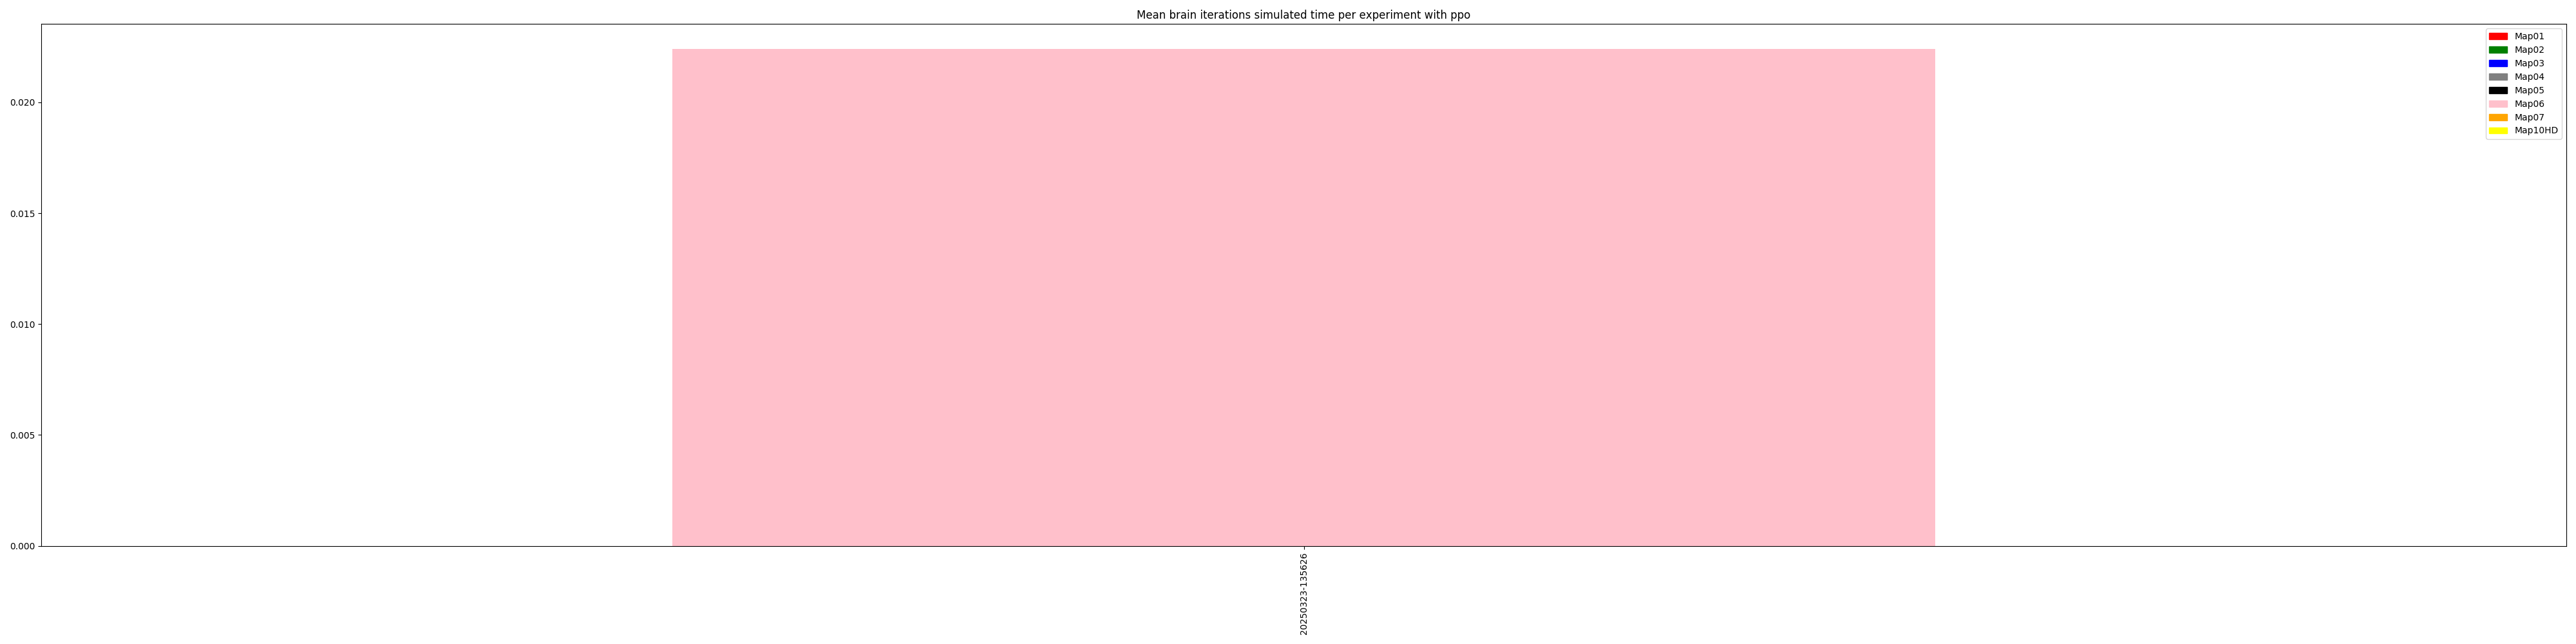 Mean brain iterations simulated time per experiment with ppo
Map01
Map02
Map03
Map04
Map05
Map06
Map07
Map10HD
0.020
0.015
0.010
0.005
0.000
20250323-135626